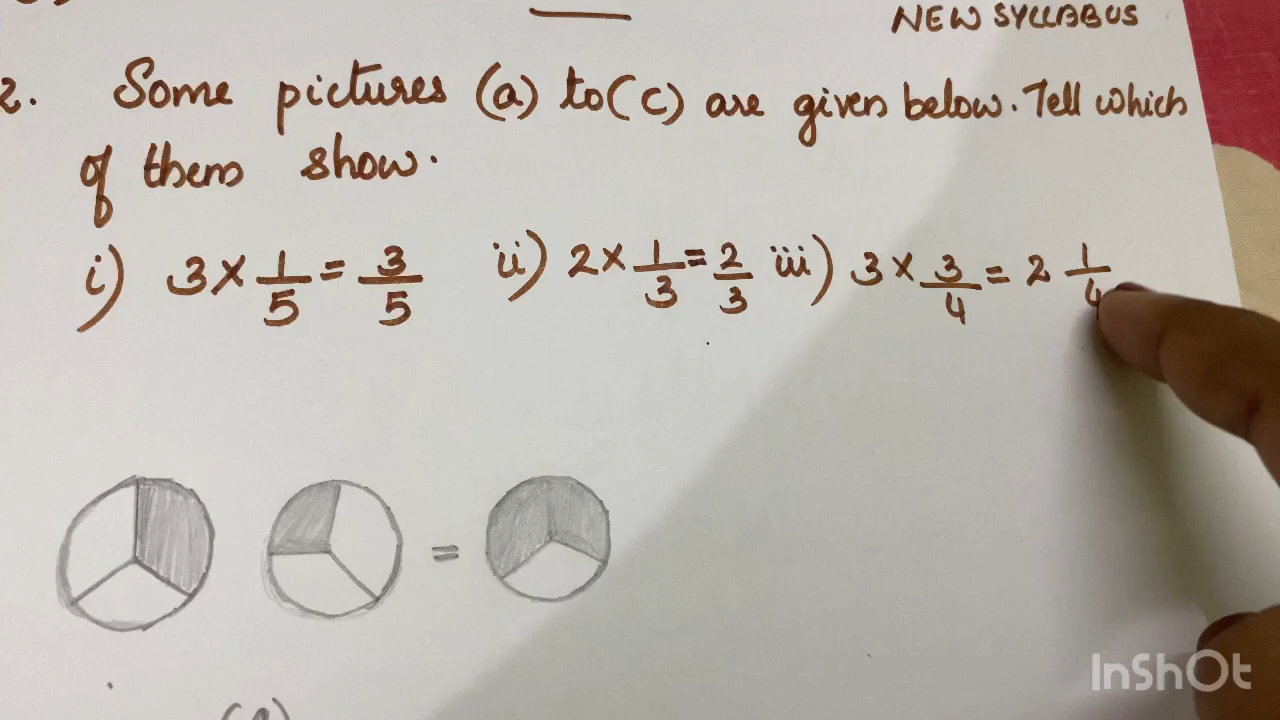 NEW SYLLABUS
2. Some pictures (a) to (c) are given below. Tell which
of them show.
i) 3 × 1/5 = 3/5 ii) 2 × 1/3 = 2/3 iii) 3 × 3/4 = 2 1/4
=
InShOt